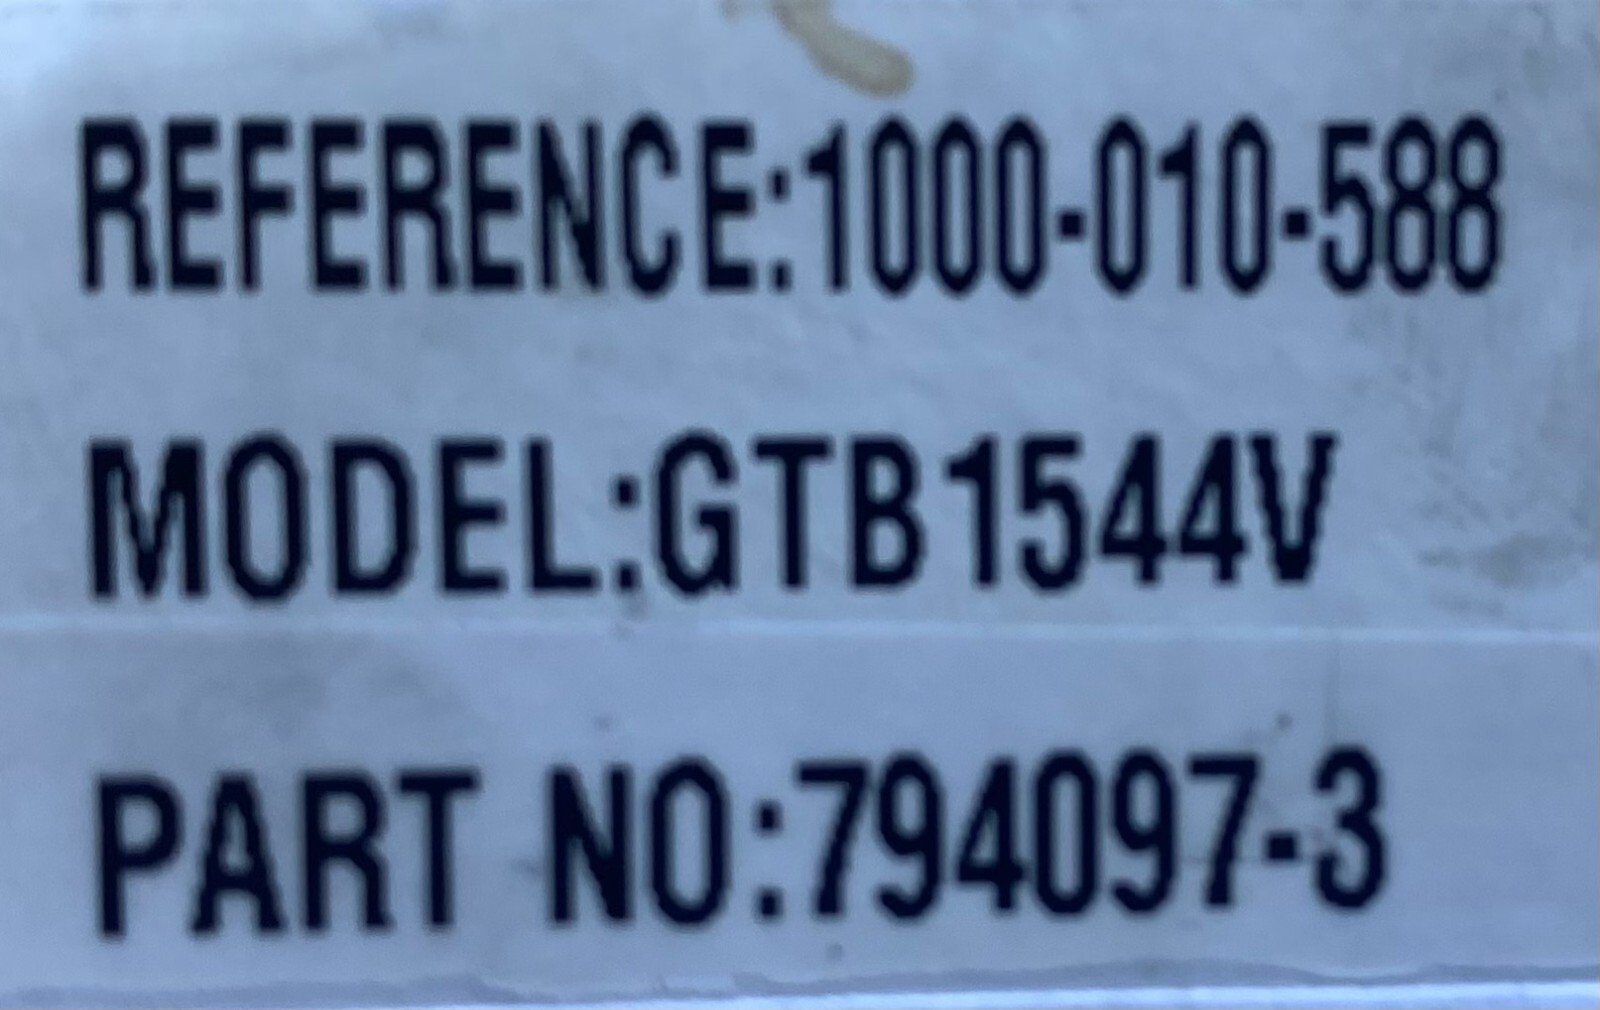 REFERENCE:1000-010-588
MODEL:GTB1544V
PART NO:794097-3